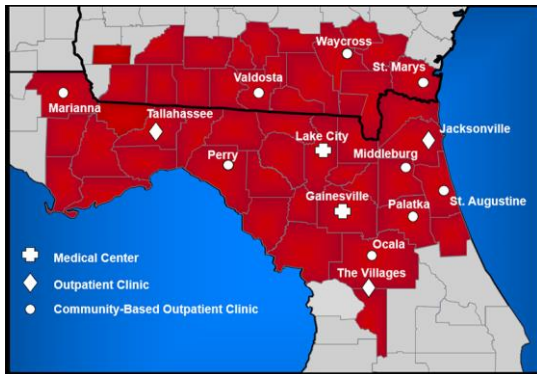 Waycross
Valdosta
St. Marys
Marianna
Tallahassee
Lake City
Jacksonville
Perry
Middleburg
Gainesville
Palatka
St. Augustine
Ocala
The Villages
Medical Center
Outpatient Clinic
Community-Based Outpatient Clinic